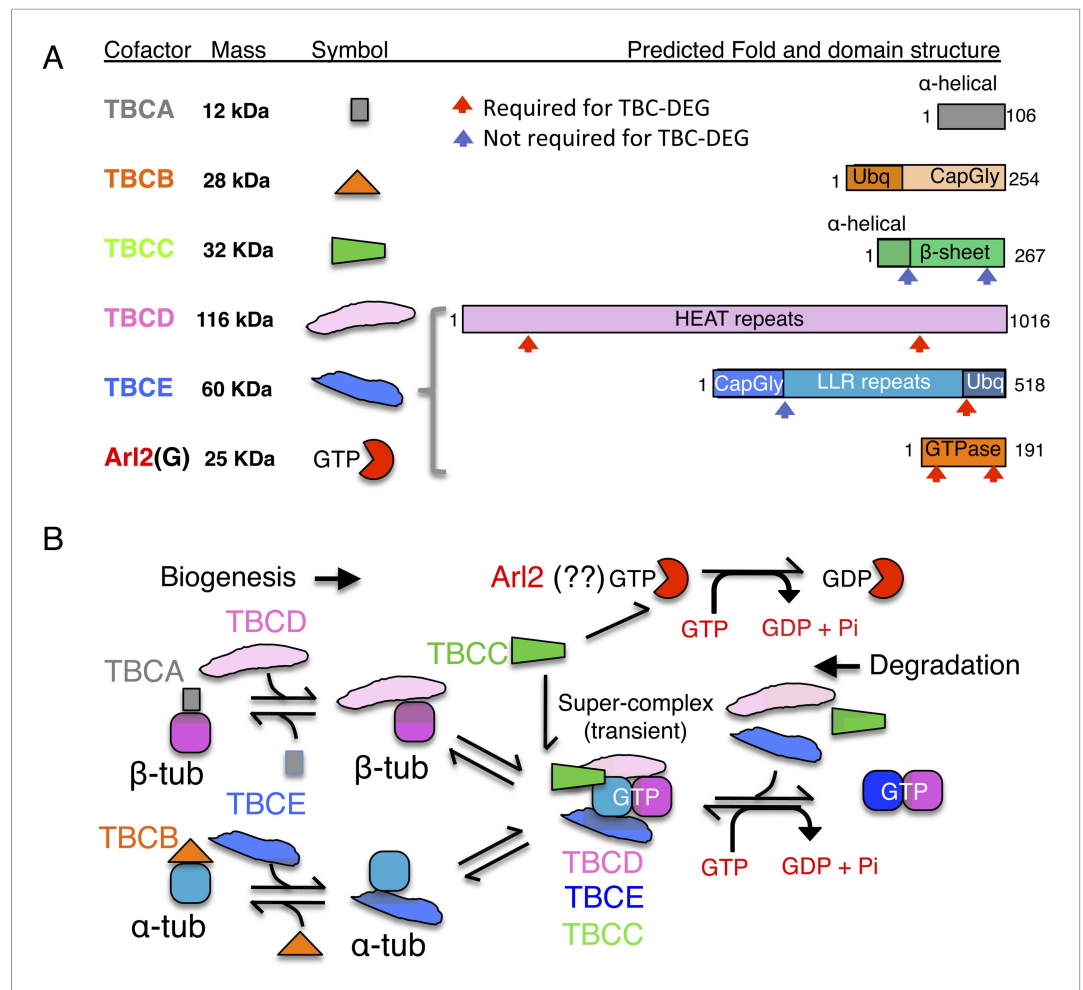 A
Cofactor Mass Symbol Predicted Fold and domain structure
α-helical
TBCA 12 kDa 1 106
Required for TBC-DEG
Not required for TBC-DEG
TBCB 28 kDa 1 Ubq CapGly 254
α-helical
TBCC 32 KDa 1 β-sheet 267
TBCD 116 kDa 1 HEAT repeats 1016
TBCE 60 KDa 1 CapGly LLR repeats Ubq 518
Arl2(G) 25 KDa GTP 1 GTPase 191
B
Biogenesis
Arl2 (??) GTP GDP
GTP GDP + Pi
TBCD
TBCC
TBCA
Degradation
Super-complex
(transient)
β-tub β-tub
GTP GTP
TBCE
TBCB
TBCD
GTP GDP + Pi
TBCE
α-tub α-tub
TBCC